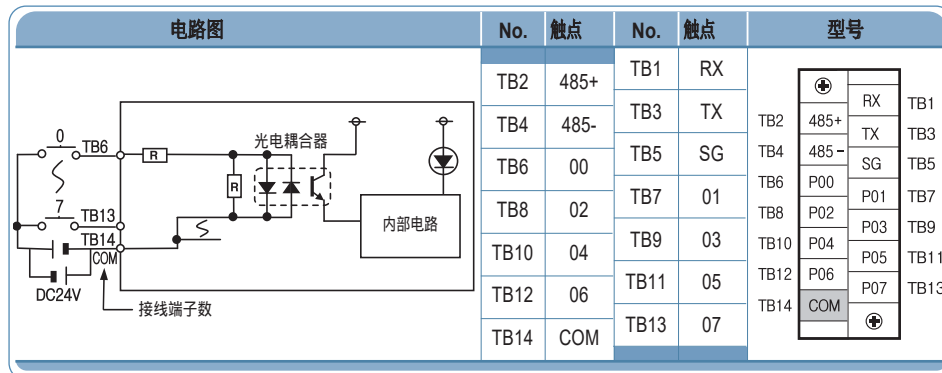 电路图 No. 触点 No. 触点 型号
0
TB6
R
光电耦合器
R
7
TB13
TB14
COM
DC24V
接线端子数
内部电路
TB2 485+
TB4 485-
TB6 00
TB8 02
TB10 04
TB12 06
TB14 COM
TB1 RX
TB3 TX
TB5 SG
TB7 01
TB9 03
TB11 05
TB13 07
RX TB1
TB2 485+
TX TB3
TB4 485-
SG TB5
TB6 P00
P01 TB7
TB8 P02
P03 TB9
TB10 P04
P05 TB11
TB12 P06
P07 TB13
TB14 COM